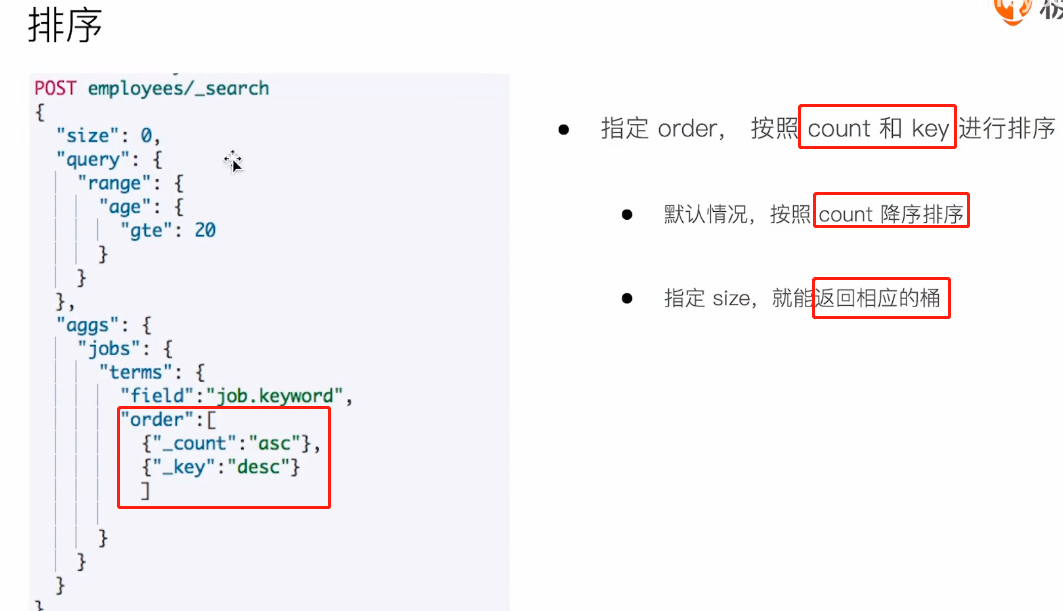 排序
POST employees/_search
{
"size": 0,
"query": {
"range": {
"age": {
"gte": 20
}
}
},
"aggs": {
"jobs": {
"terms": {
"field":"job.keyword",
"order":[
{"_count":"asc"},
{"_key":"desc"}
]
}
}
}
}
● 指定 order， 按照 count 和 key 进行排序
● 默认情况，按照 count 降序排序
● 指定 size，就能返回相应的桶